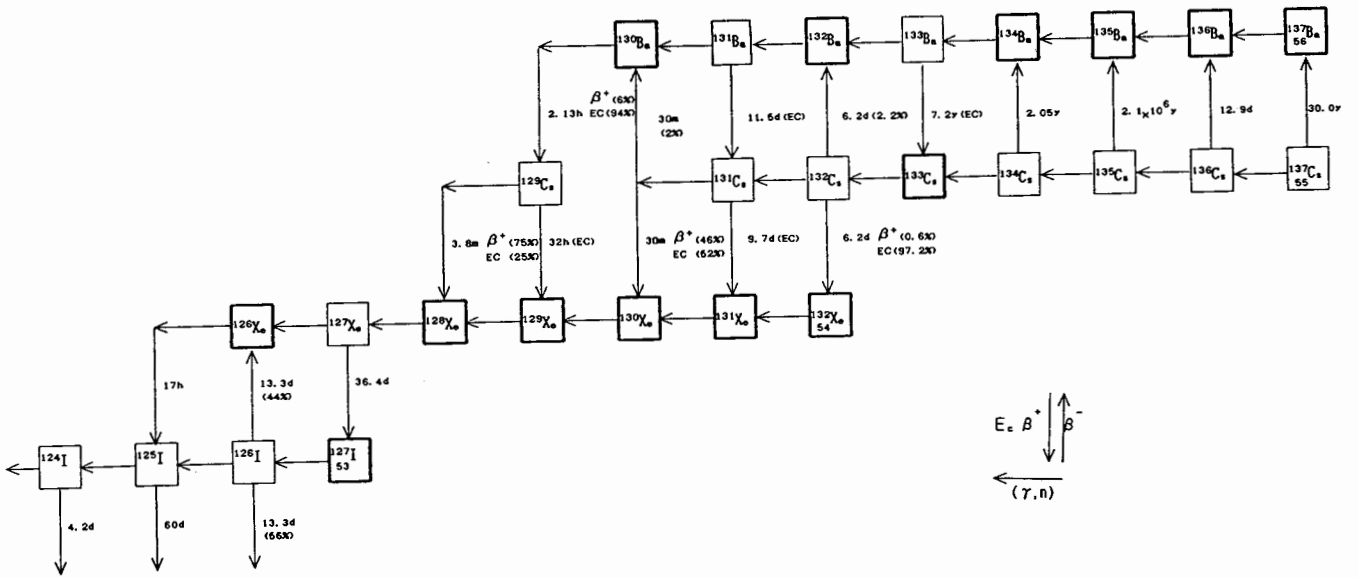 ¹³⁰Ba ¹³¹Ba ¹³²Ba ¹³³Ba ¹³⁴Ba ¹³⁵Ba ¹³⁶Ba ¹³⁷Ba
56
β⁺(6%)
2.13h EC(94%)
30m
(2%)
11.5d(EC)
6.2d(2.2%)
7.2y(EC)
2.05y
2.1×10⁶y
12.9d
30.0y
¹²⁹Cs ¹³¹Cs ¹³²Cs ¹³³Cs ¹³⁴Cs ¹³⁵Cs ¹³⁶Cs ¹³⁷Cs
55
3.8m β⁺(75%)
EC (25%)
32h(EC)
30m β⁺(46%)
EC (52%)
9.7d(EC)
6.2d β⁺(0.6%)
EC(97.2%)
¹²⁶Xe ¹²⁷Xe ¹²⁸Xe ¹²⁹Xe ¹³⁰Xe ¹³¹Xe ¹³²Xe
54
17h
13.3d
(44%)
36.4d
¹²⁴I ¹²⁵I ¹²⁶I ¹²⁷I
53
4.2d
60d
13.3d
(56%)
Ec β⁺ β⁻
(γ,n)